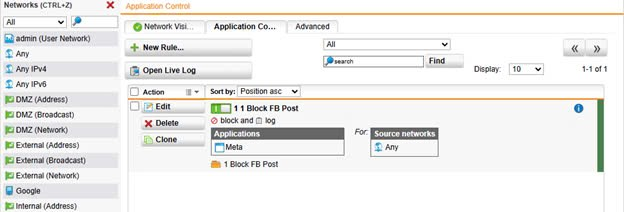 Networks (CTRL+Z)
All
admin (User Network)
Any
Any IPv4
Any IPv6
DMZ (Address)
DMZ (Broadcast)
DMZ (Network)
External (Address)
External (Broadcast)
External (Network)
Google
Internal (Address)
Application Control
Network Visi...
Application Co...
Advanced
+ New Rule...
Open Live Log
All
search
Find
Display: 10
1-1 of 1
Action
Sort by: Position asc
Edit
Delete
Clone
1 1 Block FB Post
block and log
Applications
Meta
For:
Source networks
Any
1 Block FB Post